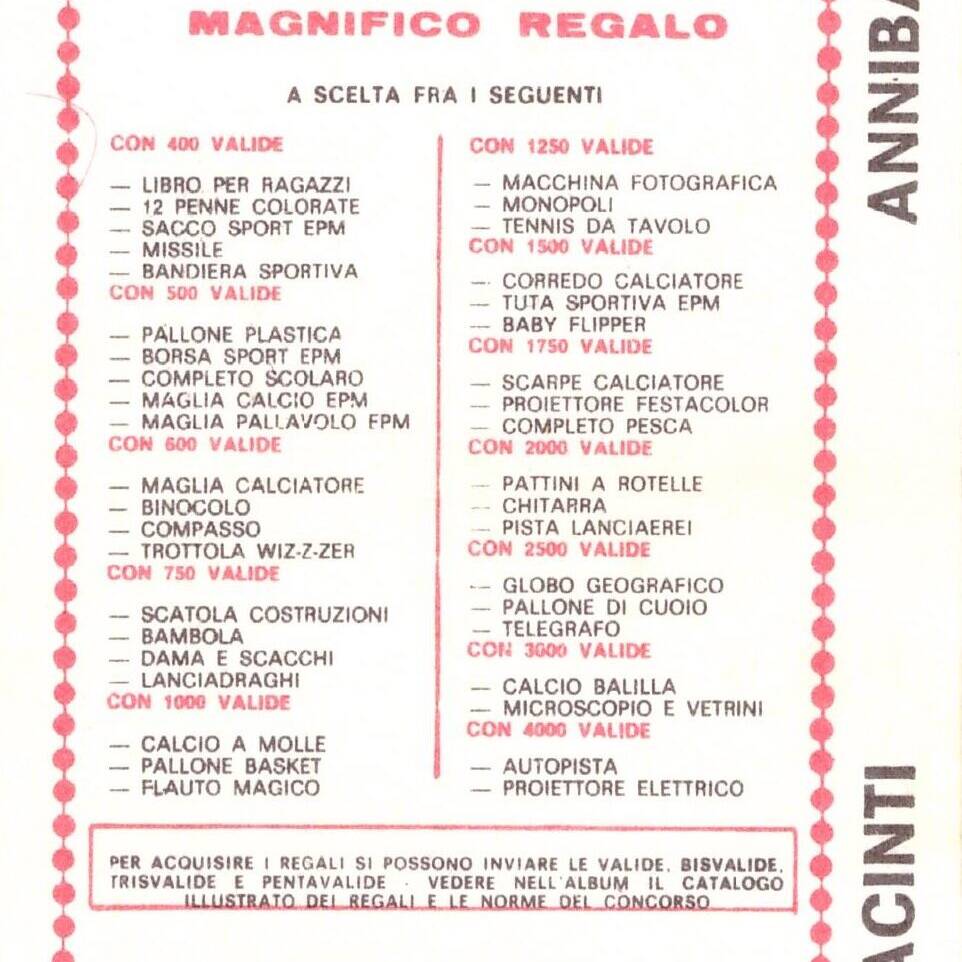 MAGNIFICO REGALO
A SCELTA FRA I SEGUENTI
CON 400 VALIDE
— LIBRO PER RAGAZZI
— 12 PENNE COLORATE
— SACCO SPORT EPM
— MISSILE
— BANDIERA SPORTIVA
CON 500 VALIDE
— PALLONE PLASTICA
— BORSA SPORT EPM
— COMPLETO SCOLARO
— MAGLIA CALCIO EPM
— MAGLIA PALLAVOLO EPM
CON 600 VALIDE
— MAGLIA CALCIATORE
— BINOCOLO
— COMPASSO
— TROTTOLA WIZ-Z-ZER
CON 750 VALIDE
— SCATOLA COSTRUZIONI
— BAMBOLA
— DAMA E SCACCHI
— LANCIADRAGHI
CON 1000 VALIDE
— CALCIO A MOLLE
— PALLONE BASKET
— FLAUTO MAGICO
CON 1250 VALIDE
— MACCHINA FOTOGRAFICA
— MONOPOLI
— TENNIS DA TAVOLO
CON 1500 VALIDE
— CORREDO CALCIATORE
— TUTA SPORTIVA EPM
— BABY FLIPPER
CON 1750 VALIDE
— SCARPE CALCIATORE
— PROIETTORE FESTACOLOR
— COMPLETO PESCA
CON 2000 VALIDE
— PATTINI A ROTELLE
— CHITARRA
— PISTA LANCIAEREI
CON 2500 VALIDE
— GLOBO GEOGRAFICO
— PALLONE DI CUOIO
— TELEGRAFO
CON 3000 VALIDE
— CALCIO BALILLA
— MICROSCOPIO E VETRINI
CON 4000 VALIDE
— AUTOPISTA
— PROIETTORE ELETTRICO
PER ACQUISIRE I REGALI SI POSSONO INVIARE LE VALIDE, BISVALIDE,
TRISVALIDE E PENTAVALIDE - VEDERE NELL'ALBUM IL CATALOGO
ILLUSTRATO DEI REGALI E LE NORME DEL CONCORSO
ACINTI
ANNIBA